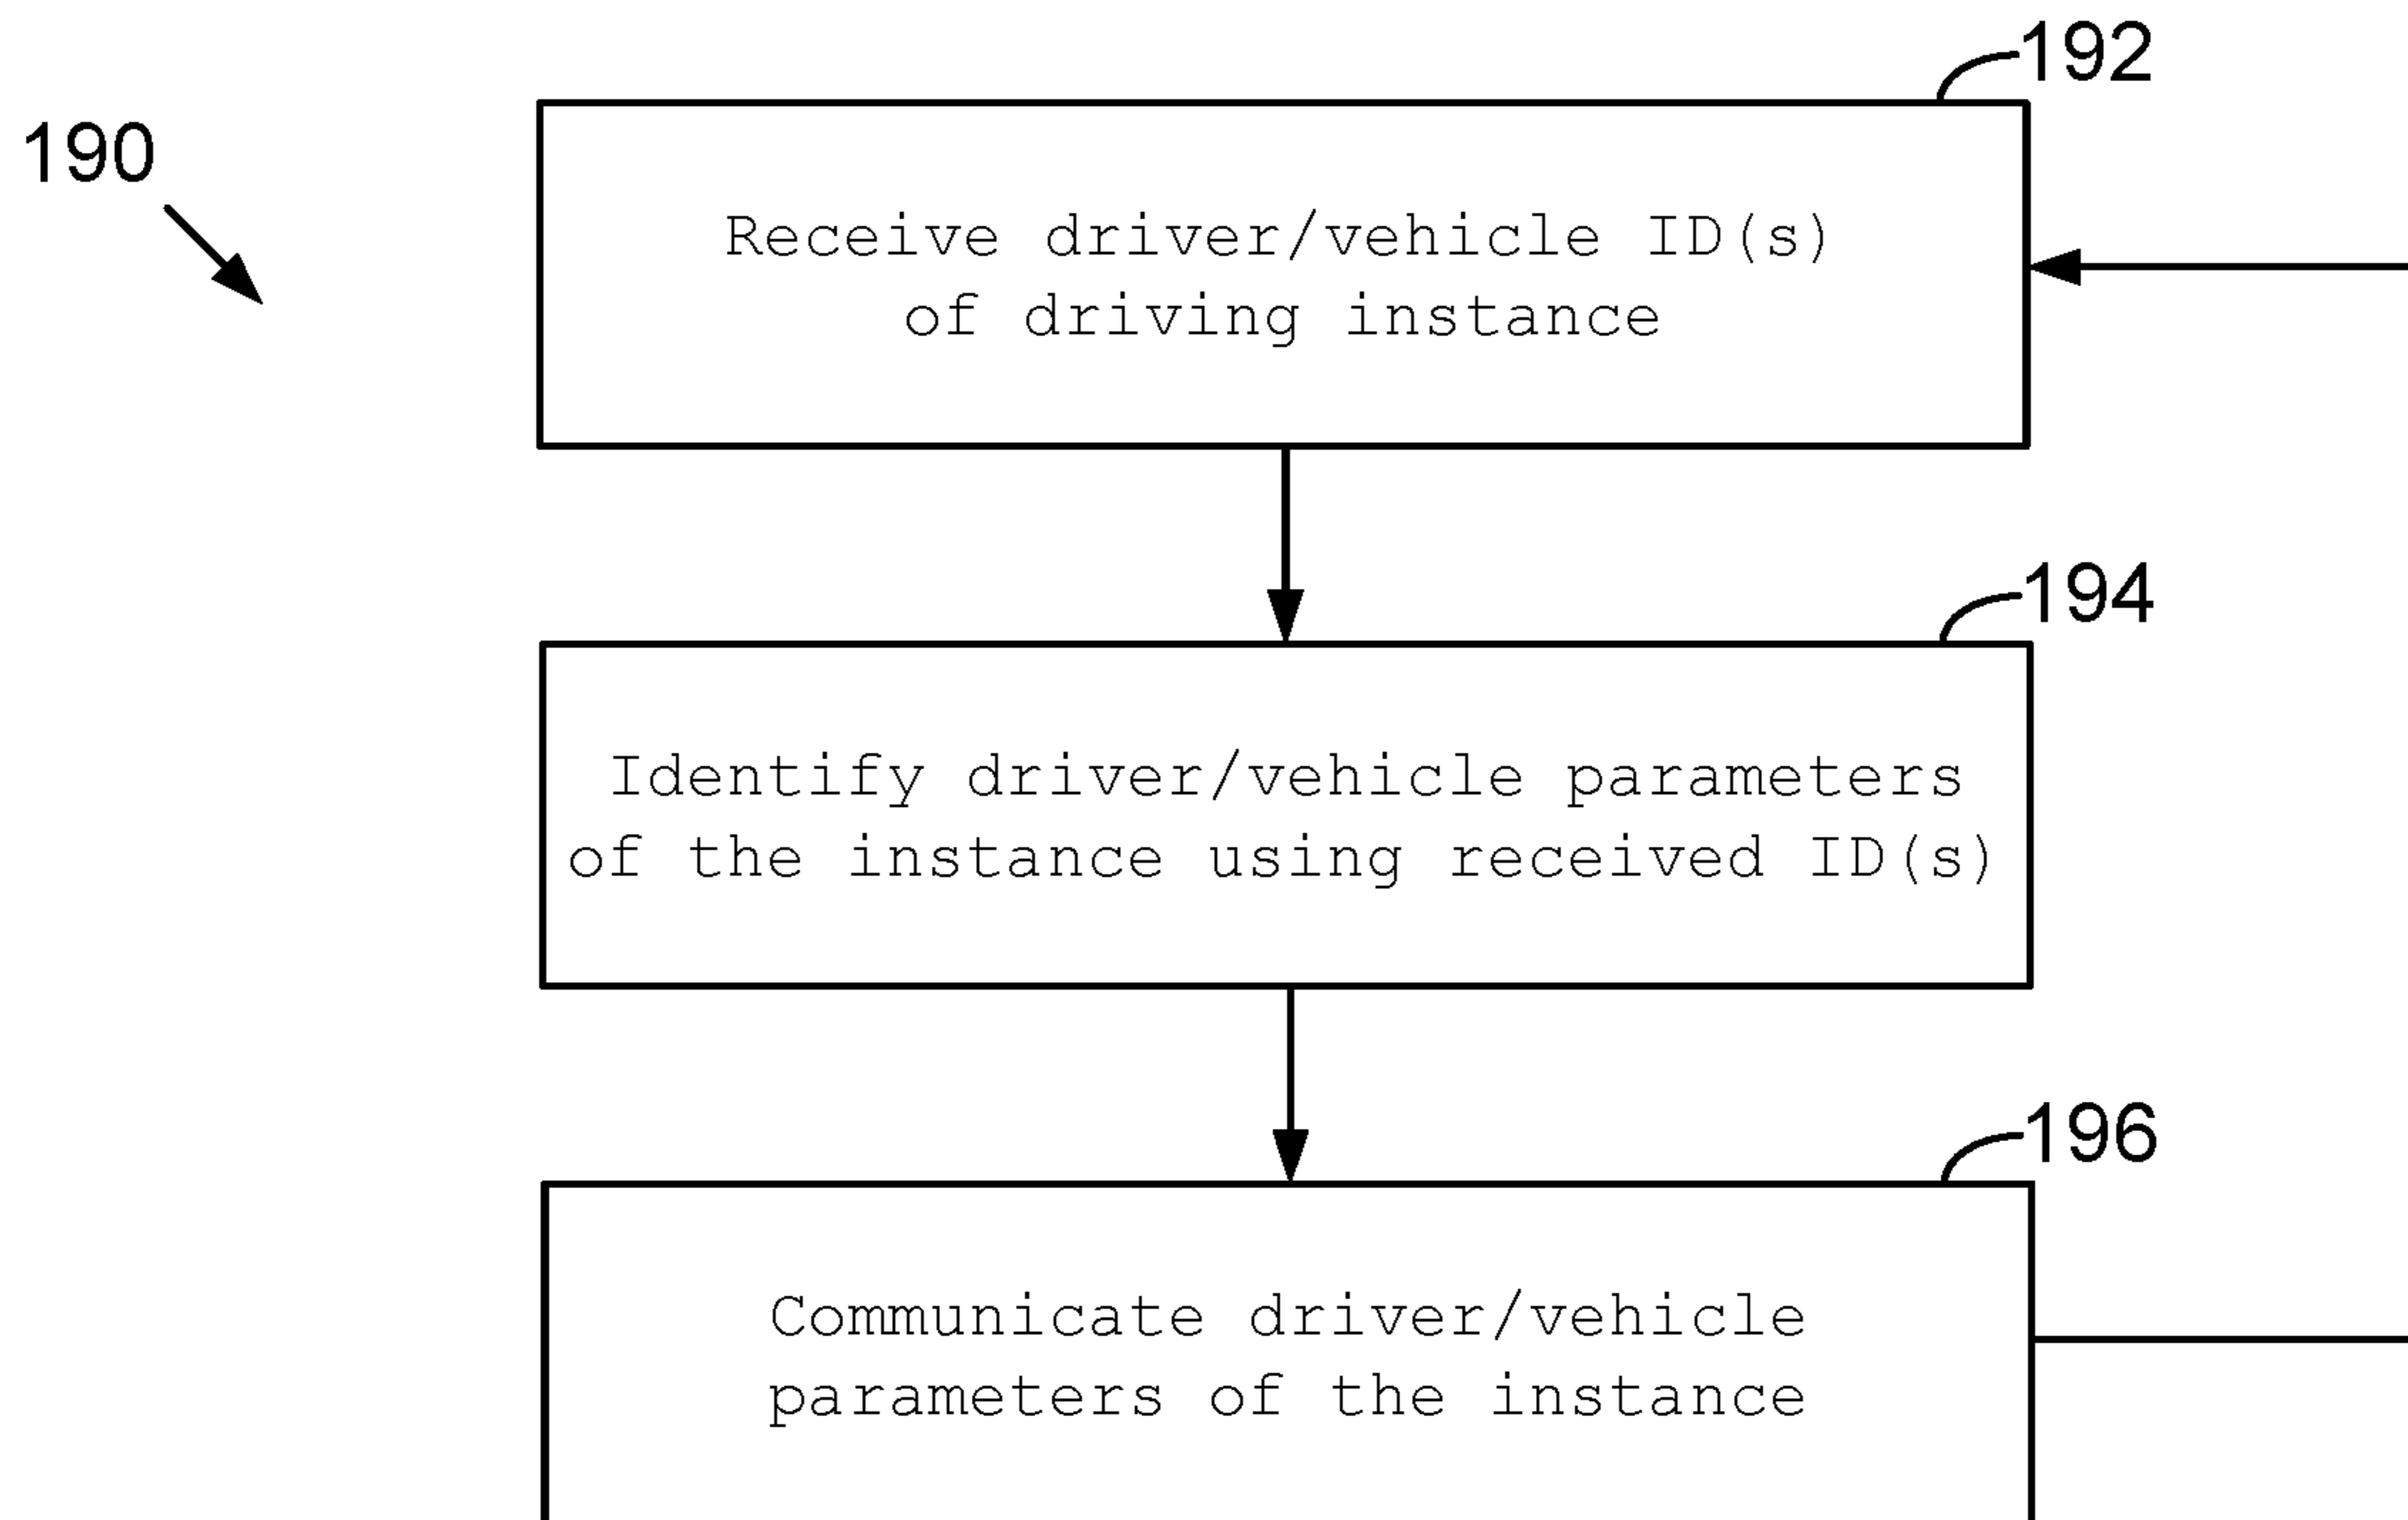 192
190
Receive driver/vehicle ID(s)
of driving instance
194
Identify driver/vehicle parameters
of the instance using received ID(s)
196
Communicate driver/vehicle
parameters of the instance